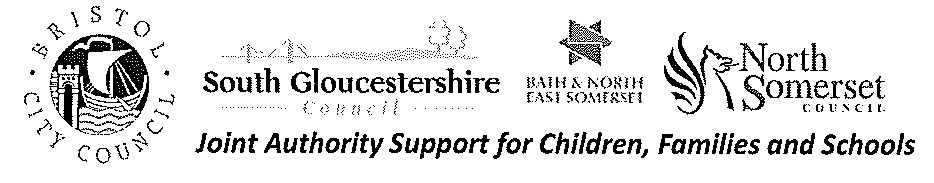 BRISTOL CITY COUNCIL
South Gloucestershire
Council
BATH & NORTH
EAST SOMERSET
North
Somerset
COUNCIL
Joint Authority Support for Children, Families and Schools